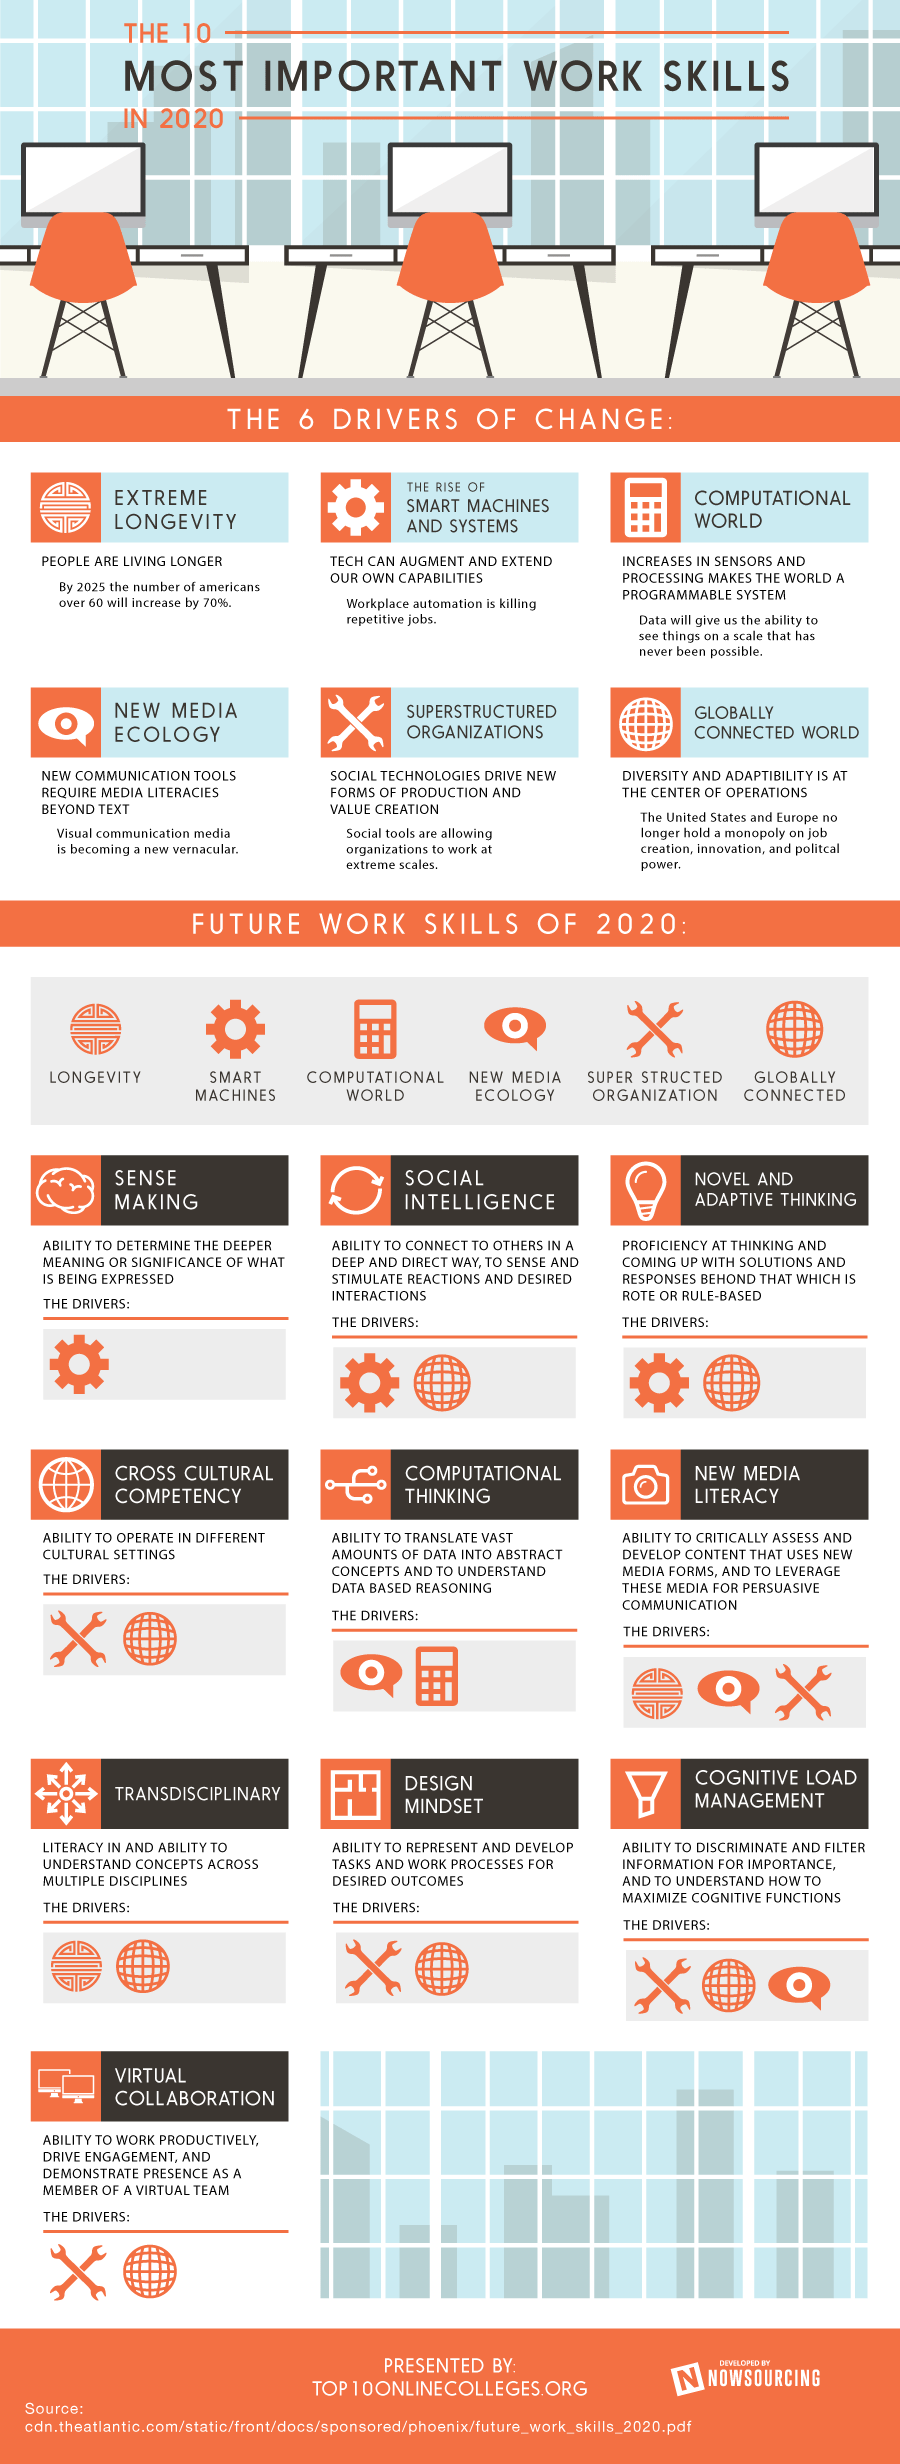 THE 10
MOST IMPORTANT WORK SKILLS
IN 2020
THE 6 DRIVERS OF CHANGE:
EXTREME
LONGEVITY
PEOPLE ARE LIVING LONGER
By 2025 the number of americans
over 60 will increase by 70%.
THE RISE OF
SMART MACHINES
AND SYSTEMS
TECH CAN AUGMENT AND EXTEND
OUR OWN CAPABILITIES
Workplace automation is killing
repetitive jobs.
COMPUTATIONAL
WORLD
INCREASES IN SENSORS AND
PROCESSING MAKES THE WORLD A
PROGRAMMABLE SYSTEM
Data will give us the ability to
see things on a scale that has
never been possible.
NEW MEDIA
ECOLOGY
NEW COMMUNICATION TOOLS
REQUIRE MEDIA LITERACIES
BEYOND TEXT
Visual communication media
is becoming a new vernacular.
SUPERSTRUCTURED
ORGANIZATIONS
SOCIAL TECHNOLOGIES DRIVE NEW
FORMS OF PRODUCTION AND
VALUE CREATION
Social tools are allowing
organizations to work at
extreme scales.
GLOBALLY
CONNECTED WORLD
DIVERSITY AND ADAPTIBILITY IS AT
THE CENTER OF OPERATIONS
The United States and Europe no
longer hold a monopoly on job
creation, innovation, and politcal
power.
FUTURE WORK SKILLS OF 2020:
LONGEVITY
SMART
MACHINES
COMPUTATIONAL
WORLD
NEW MEDIA
ECOLOGY
SUPER STRUCTED
ORGANIZATION
GLOBALLY
CONNECTED
SENSE
MAKING
ABILITY TO DETERMINE THE DEEPER
MEANING OR SIGNIFICANCE OF WHAT
IS BEING EXPRESSED
THE DRIVERS:
SOCIAL
INTELLIGENCE
ABILITY TO CONNECT TO OTHERS IN A
DEEP AND DIRECT WAY, TO SENSE AND
STIMULATE REACTIONS AND DESIRED
INTERACTIONS
THE DRIVERS:
NOVEL AND
ADAPTIVE THINKING
PROFICIENCY AT THINKING AND
COMING UP WITH SOLUTIONS AND
RESPONSES BEHOND THAT WHICH IS
ROTE OR RULE-BASED
THE DRIVERS:
CROSS CULTURAL
COMPETENCY
ABILITY TO OPERATE IN DIFFERENT
CULTURAL SETTINGS
THE DRIVERS:
COMPUTATIONAL
THINKING
ABILITY TO TRANSLATE VAST
AMOUNTS OF DATA INTO ABSTRACT
CONCEPTS AND TO UNDERSTAND
DATA BASED REASONING
THE DRIVERS:
NEW MEDIA
LITERACY
ABILITY TO CRITICALLY ASSESS AND
DEVELOP CONTENT THAT USES NEW
MEDIA FORMS, AND TO LEVERAGE
THESE MEDIA FOR PERSUASIVE
COMMUNICATION
THE DRIVERS:
TRANSDISCIPLINARY
LITERACY IN AND ABILITY TO
UNDERSTAND CONCEPTS ACROSS
MULTIPLE DISCIPLINES
THE DRIVERS:
DESIGN
MINDSET
ABILITY TO REPRESENT AND DEVELOP
TASKS AND WORK PROCESSES FOR
DESIRED OUTCOMES
THE DRIVERS:
COGNITIVE LOAD
MANAGEMENT
ABILITY TO DISCRIMINATE AND FILTER
INFORMATION FOR IMPORTANCE,
AND TO UNDERSTAND HOW TO
MAXIMIZE COGNITIVE FUNCTIONS
THE DRIVERS:
VIRTUAL
COLLABORATION
ABILITY TO WORK PRODUCTIVELY,
DRIVE ENGAGEMENT, AND
DEMONSTRATE PRESENCE AS A
MEMBER OF A VIRTUAL TEAM
THE DRIVERS:
PRESENTED BY:
TOP10ONLINECOLLEGES.ORG
DEVELOPED BY
N NOWSOURCING
Source:
cdn.theatlantic.com/static/front/docs/sponsored/phoenix/future_work_skills_2020.pdf